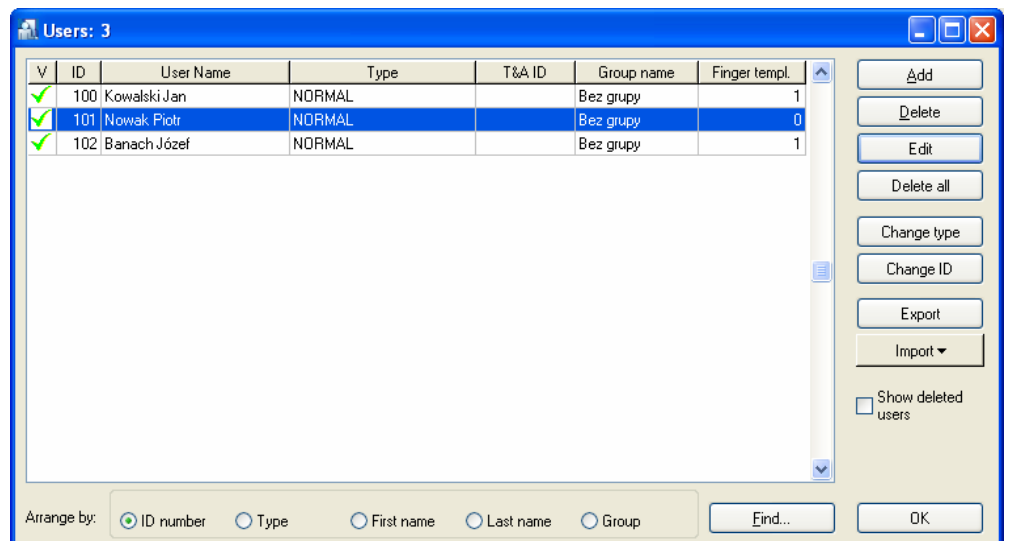 Users: 3
V ID User Name Type T&A ID Group name Finger templ.
100 Kowalski Jan NORMAL Bez grupy 1
101 Nowak Piotr NORMAL Bez grupy 0
102 Banach Józef NORMAL Bez grupy 1
Add
Delete
Edit
Delete all
Change type
Change ID
Export
Import
Show deleted
users
Arrange by: ID number Type First name Last name Group Find... OK